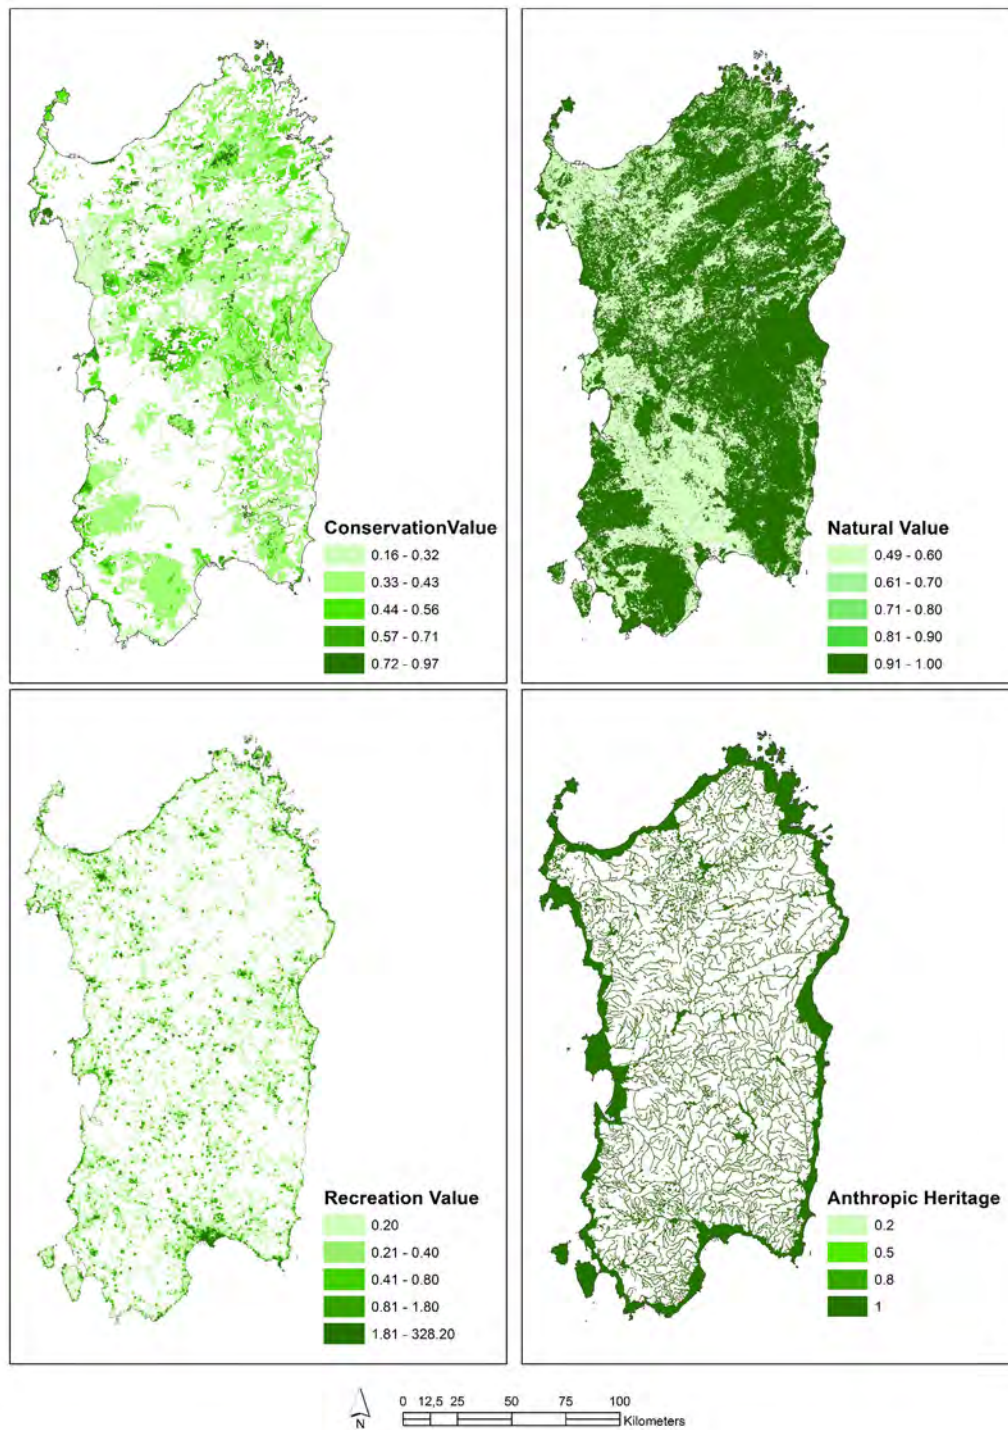 ConservationValue
0.16 - 0.32
0.33 - 0.43
0.44 - 0.56
0.57 - 0.71
0.72 - 0.97
Natural Value
0.49 - 0.60
0.61 - 0.70
0.71 - 0.80
0.81 - 0.90
0.91 - 1.00
Recreation Value
0.20
0.21 - 0.40
0.41 - 0.80
0.81 - 1.80
1.81 - 328.20
Anthropic Heritage
0.2
0.5
0.8
1
N
0 12,5 25 50 75 100
Kilometers